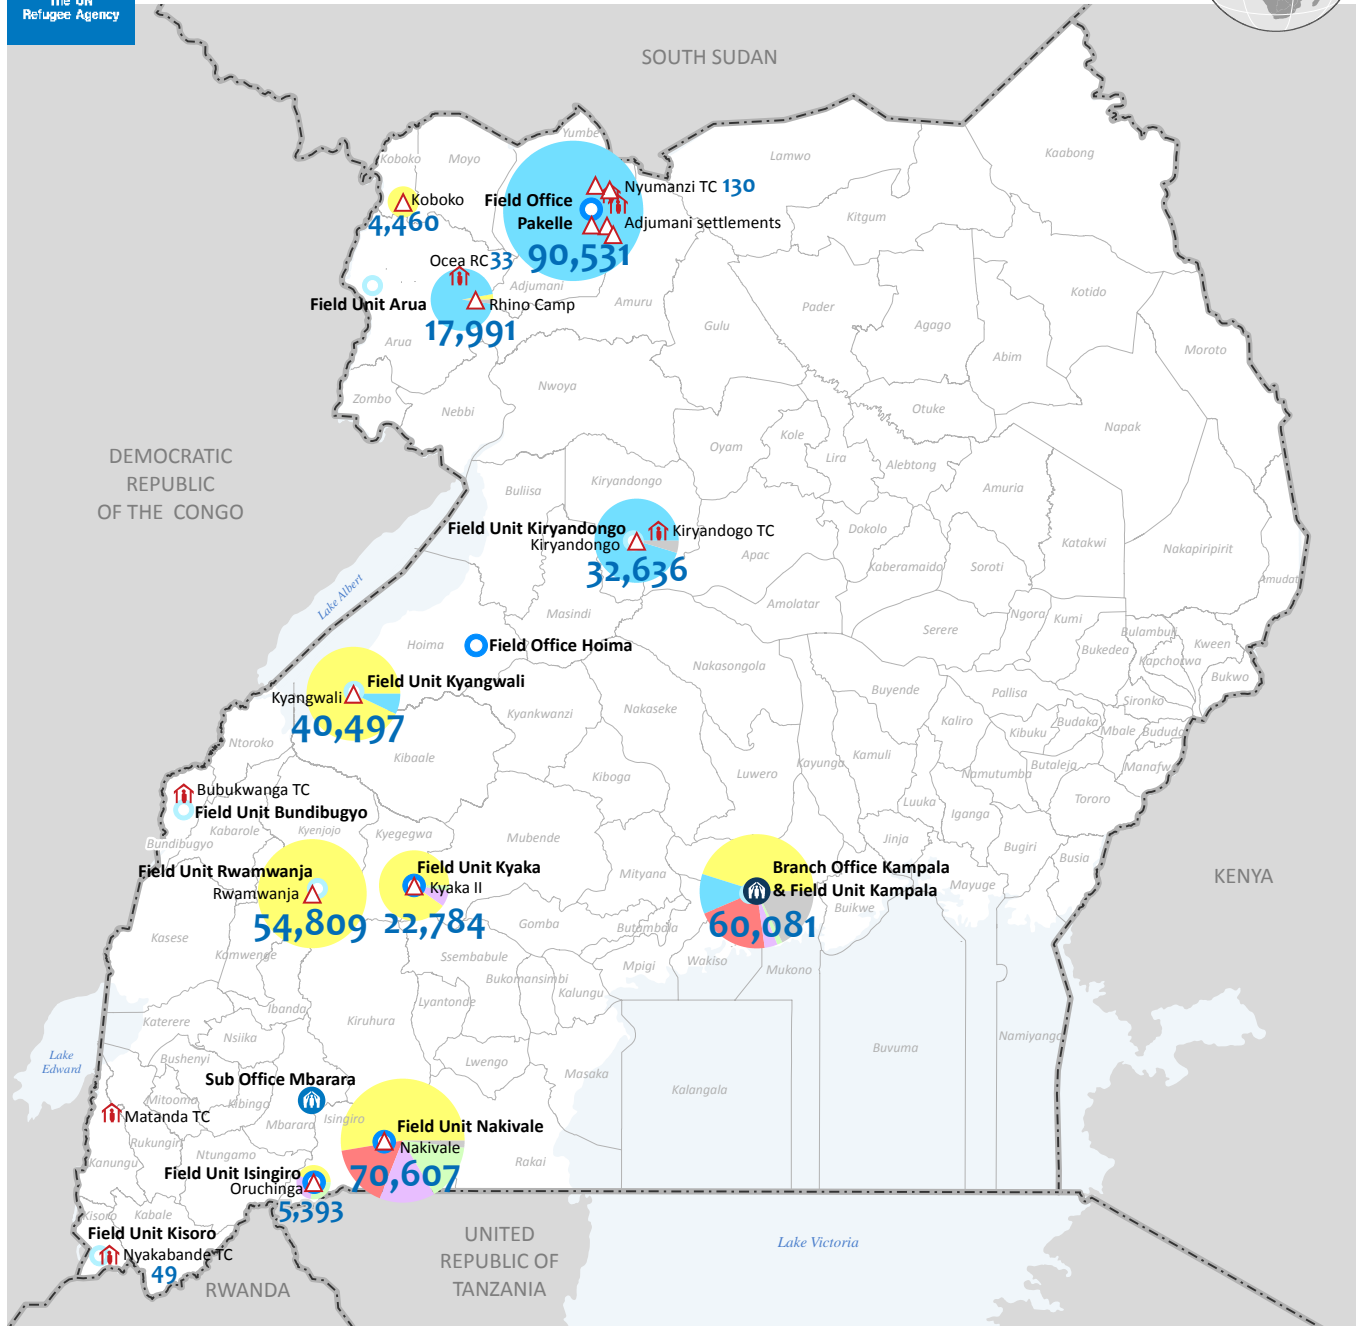 The UN
Refugee Agency
SOUTH SUDAN
Yumbe
Koboko
Moyo
Lamwo
Kaabong
Nyumanzi TC 130
Field Office
Pakelle
Koboko
4,460
Adjumani settlements
Kitgum
90,531
Ocea RC 33
Adjumani
Kotido
Field Unit Arua
Rhino Camp
Amuru
Pader
17,991
Arua
Gulu
Agago
Abim
Moroto
Nwoya
Zombo
Nebbi
Otuke
Napak
Kole
Oyam
Lira
Alebtong
DEMOCRATIC
REPUBLIC
OF THE CONGO
Kiryandongo
Buliisa
Amuria
Field Unit Kiryandongo
Kiryandongo
Kiryandogo TC
32,636
Dokolo
Apac
Kaberamaido
Soroti
Katakwi
Nakapiripirit
Amudat
Lake Albert
Masindi
Amolatar
Ngora
Kumi
Serere
Bulambuli
Kween
Bukedea
Kapchorwa
Bukwo
Hoima
Field Office Hoima
Nakasongola
Field Unit Kyangwali
Kyangwali
40,497
Kyankwanzi
Nakaseke
Buyende
Pallisa
Sironko
Kaliro
Kibuku
Budaka
Mbale
Bududa
Ntoroko
Kibaale
Kiboga
Luwero
Kayunga
Kamuli
Namutumba
Butaleja
Manafwa
Bubukwanga TC
Field Unit Bundibugyo
Luuka
Iganga
Tororo
Kabarole
Kyenjojo
Kyegegwa
Mubende
Bundibugyo
Jinja
Bugiri
Busia
Field Unit Rwamwanja
Rwamwanja
54,809
Field Unit Kyaka
Kyaka II
22,784
Mityana
Branch Office Kampala
& Field Unit Kampala
60,081
Mayuge
Buikwe
KENYA
Gomba
Butambala
Kasese
Kamwenge
Ssembabule
Mpigi
Wakiso
Mukono
Bukomansimbi
Kalungu
Lyantonde
Ibanda
Kiruhura
Katerere
Nsiika
Namiyango
Buvuma
Lake
Edward
Bushenyi
Lwengo
Masaka
Kalangala
Sub Office Mbarara
Mitooma
Kibingo
Matanda TC
Mbarara
Isingiro
Field Unit Nakivale
Nakivale
70,607
Rukungiri
Kanungu
Ntungamo
Rakai
Field Unit Isingiro
Oruchinga
5,393
Kisoro
Kabale
Field Unit Kisoro
Nyakabande TC
49
RWANDA
UNITED
REPUBLIC OF
TANZANIA
Lake Victoria